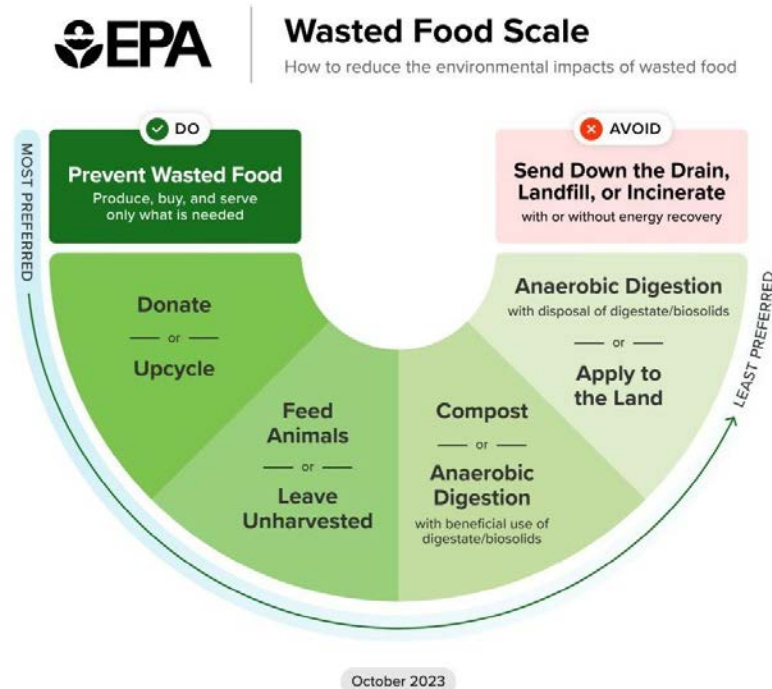 EPA
Wasted Food Scale
How to reduce the environmental impacts of wasted food
DO
Prevent Wasted Food
Produce, buy, and serve
only what is needed
AVOID
Send Down the Drain,
Landfill, or Incinerate
with or without energy recovery
MOST PREFERRED
Donate
or
Upcycle
Feed
Animals
or
Leave
Unharvested
Compost
or
Anaerobic
Digestion
with beneficial use of
digestate/biosolids
Anaerobic Digestion
with disposal of digestate/biosolids
or
Apply to
the Land
LEAST PREFERRED
October 2023